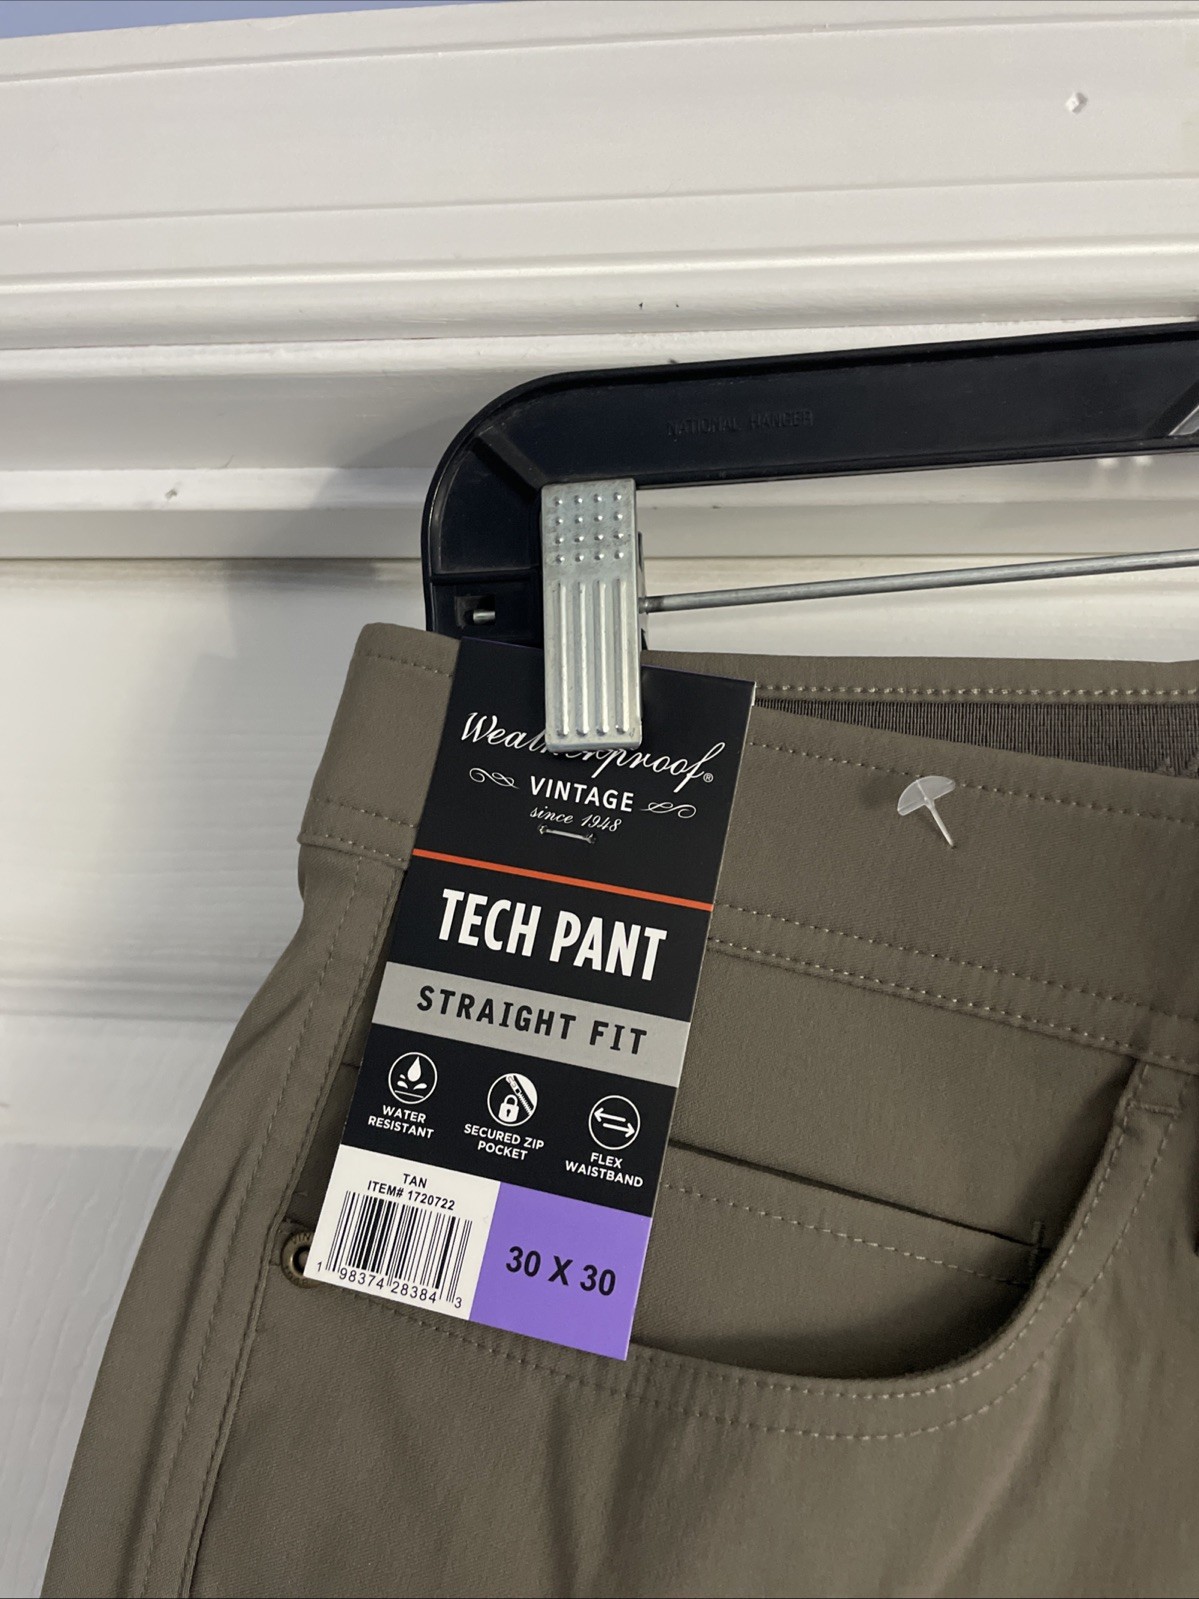 NATIONAL HANGER
Weatherproof®
VINTAGE
since 1948
TECH PANT
STRAIGHT FIT
WATER
RESISTANT
SECURED ZIP
POCKET
FLEX
WAISTBAND
TAN
ITEM# 1720722
1 98374 28384 3
30 X 30